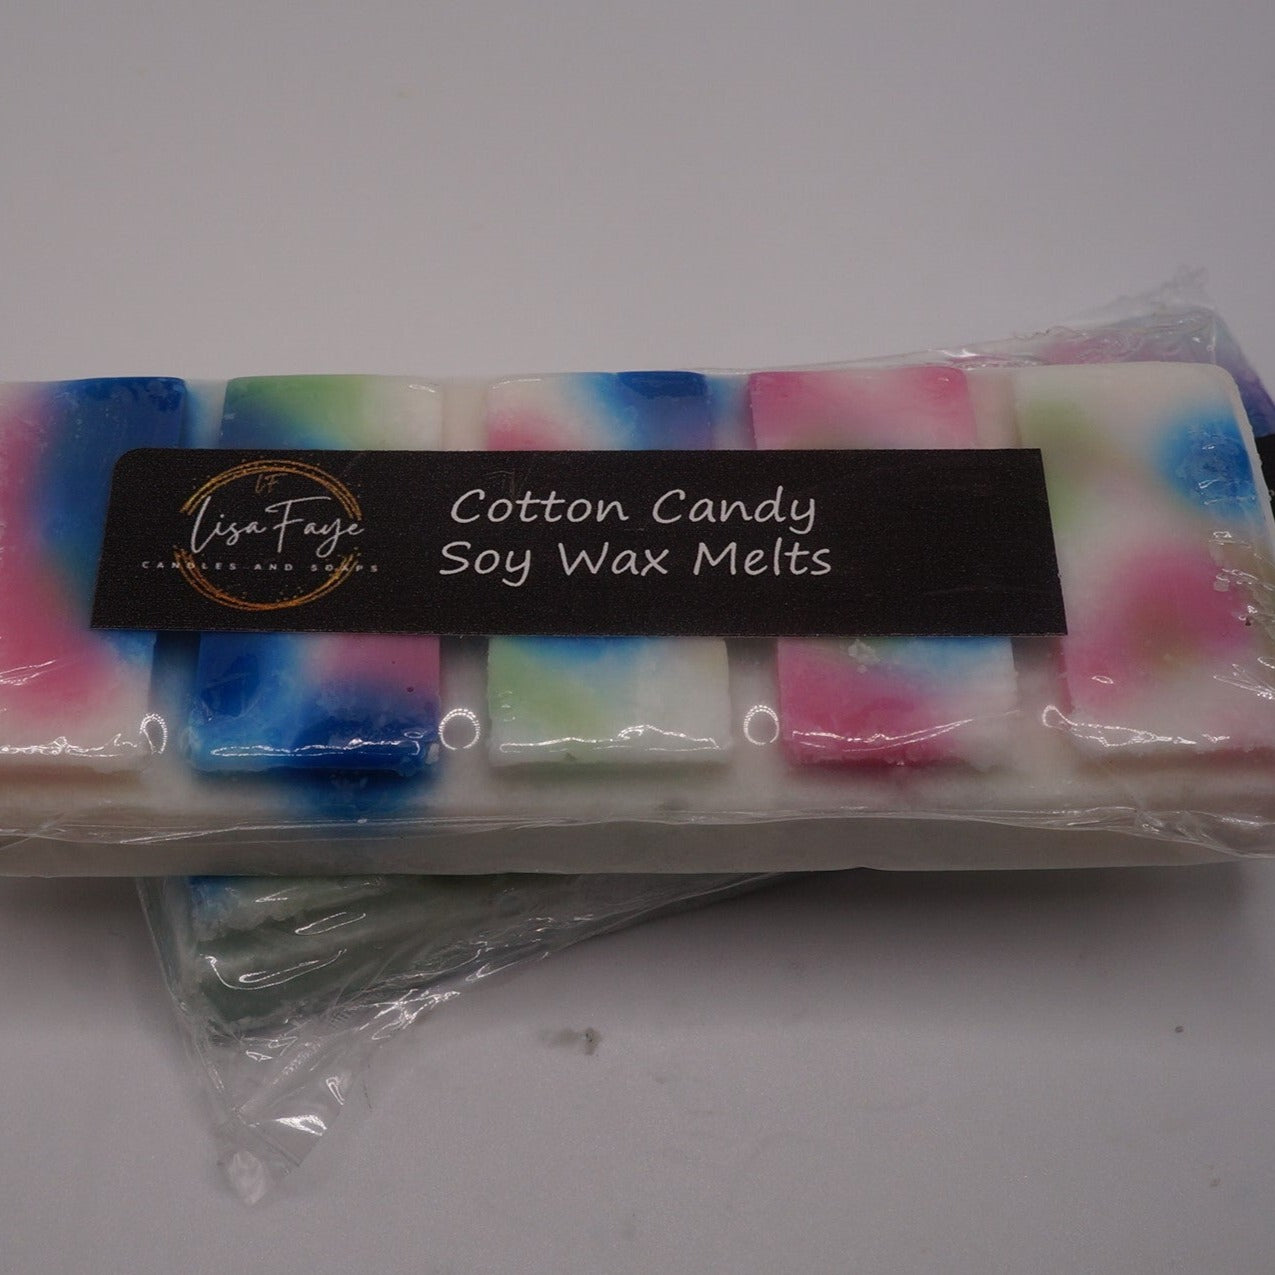 LF
Lisa Faye
CANDLES AND SOAPS
Cotton Candy
Soy Wax Melts